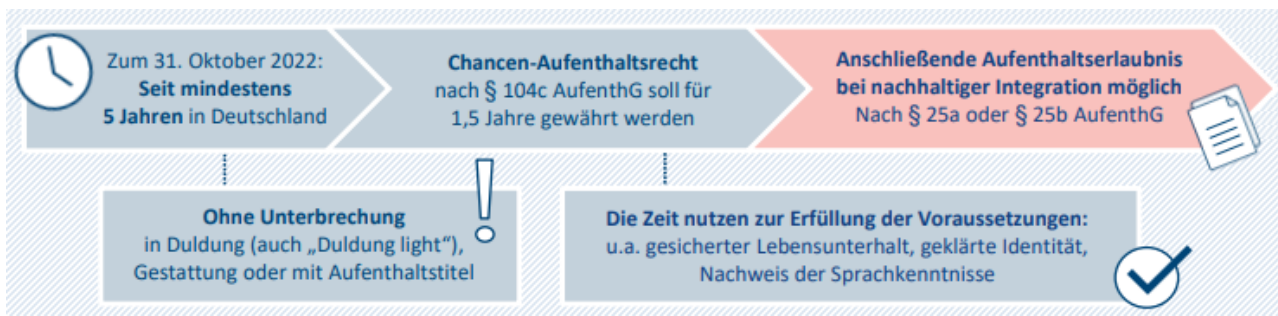 Zum 31. Oktober 2022:
Seit mindestens
5 Jahren in Deutschland
Chancen-Aufenthaltsrecht
nach § 104c AufenthG soll für
1,5 Jahre gewährt werden
Anschließende Aufenthaltserlaubnis
bei nachhaltiger Integration möglich
Nach § 25a oder § 25b AufenthG
Ohne Unterbrechung
in Duldung (auch „Duldung light“),
Gestattung oder mit Aufenthaltstitel
!
Die Zeit nutzen zur Erfüllung der Voraussetzungen:
u.a. gesicherter Lebensunterhalt, geklärte Identität,
Nachweis der Sprachkenntnisse